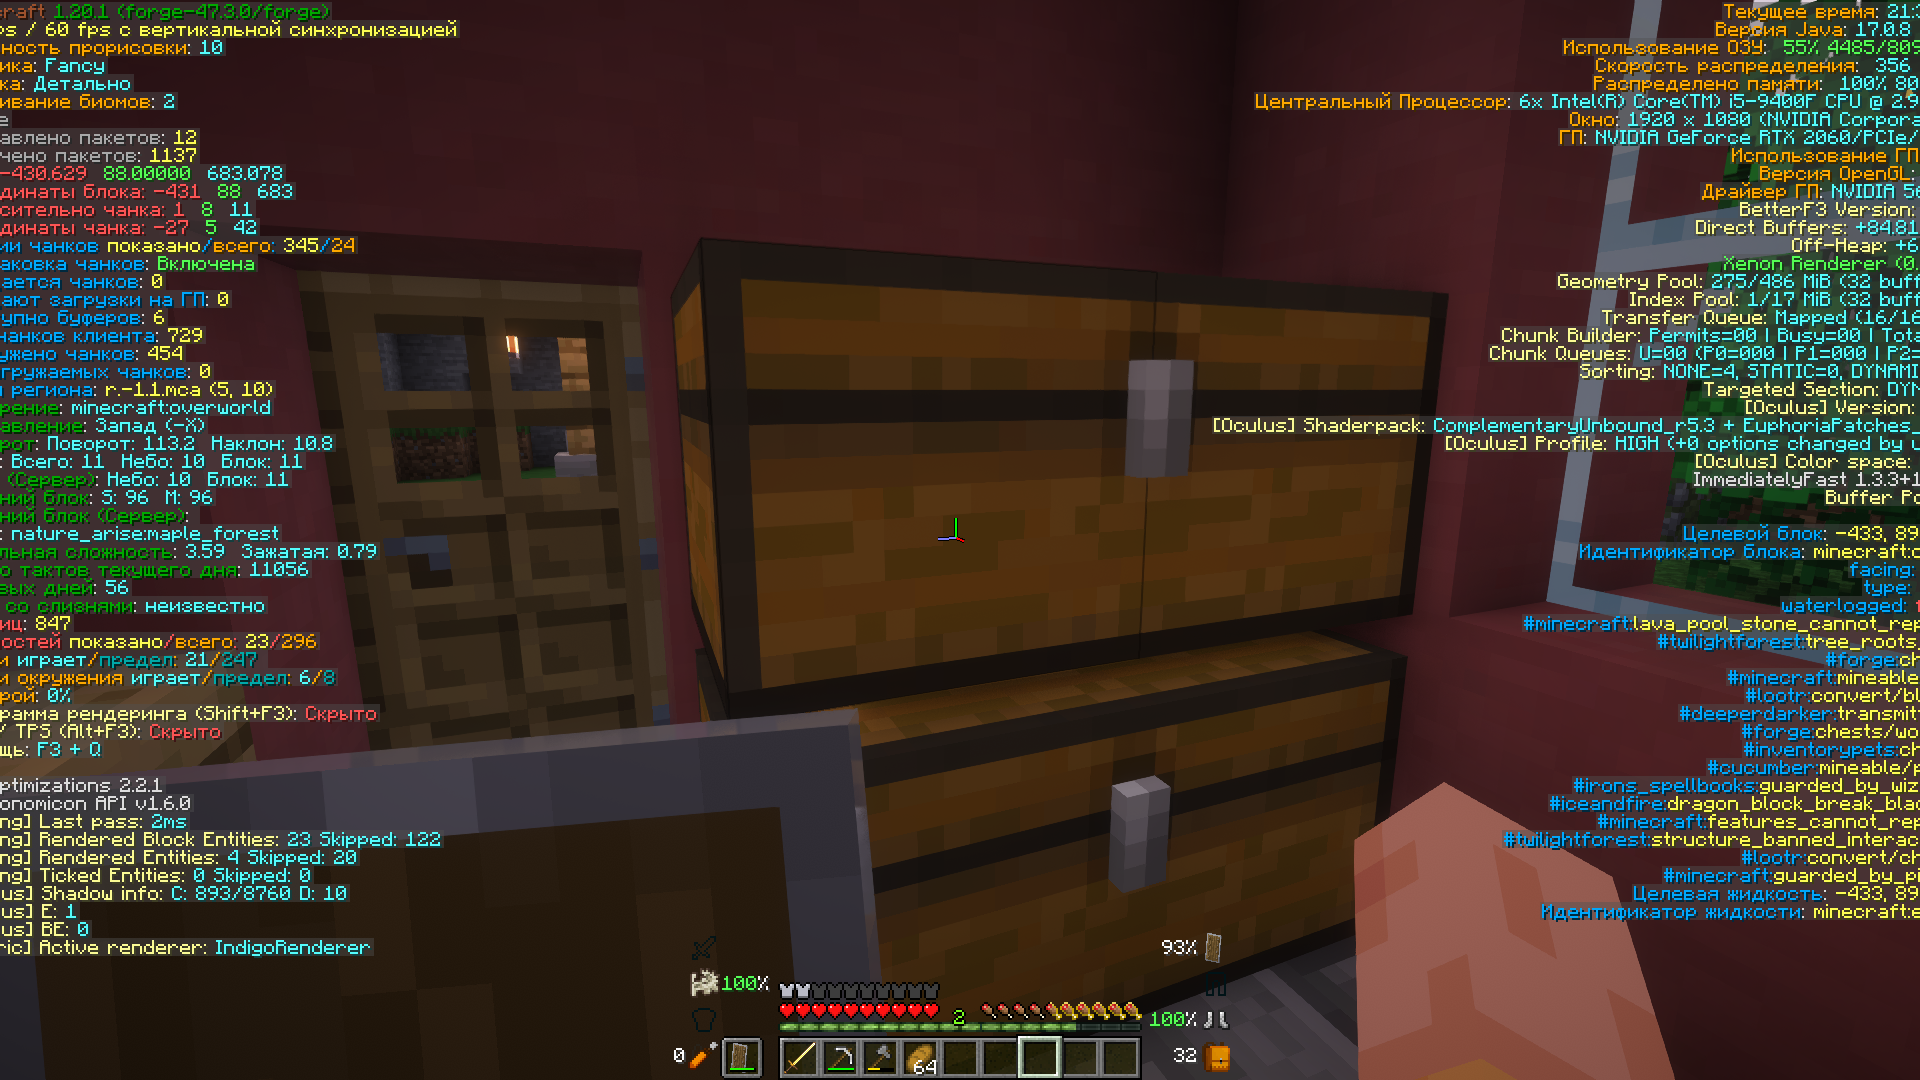 craft 1.20.1 (forge-47.3.0/forge)
ps / 60 fps с вертикальной синхронизацией
ность прорисовки: 10
ика: Fancy
ка: Детально
ивание биомов: 2
е
авлено пакетов: 12
чено пакетов: 1137
-430.629 88.00000 683.078
динаты блока: -431 88 683
сительно чанка: 1 8 11
динаты чанка: -27 5 42
ии чанков показано/всего: 345/24
аковка чанков: Включена
ается чанков: 0
ают загрузки на ГП: 0
упно буферов: 6
чанков клиента: 729
ужено чанков: 454
гружаемых чанков: 0
региона: r.-1.1.mca (5, 10)
рение: minecraft:overworld
авление: Запад (-X)
рот: Поворот: 113.2 Наклон: 10.8
: Всего: 11 Небо: 10 Блок: 11
(Сервер): Небо: 10 Блок: 11
ний блок: S: 96 M: 96
ний блок (Сервер):
: nature_arise:maple_forest
льная сложность: 3.59 Зажатая: 0.79
о тактов текущего дня: 11056
вых дней: 56
со слизнями: неизвестно
иц: 847
остей показано/всего: 23/296
и играет/предел: 21/247
и окружения играет/предел: 6/8
рой: 0%
рамма рендеринга (Shift+F3): Скрыто
/ TPS (Alt+F3): Скрыто
щь: F3 + Q
ptimizations 2.2.1
onomicon API v1.6.0
ng] Last pass: 2ms
ng] Rendered Block Entities: 23 Skipped: 122
ng] Rendered Entities: 4 Skipped: 20
ng] Ticked Entities: 0 Skipped: 0
us] Shadow info: C: 893/8760 D: 10
us] E: 1
us] BE: 0
ric] Active renderer: IndigoRenderer
Текущее время: 21:
Версия Java: 17.0.8
Использование ОЗУ: 55% 4485/809
Скорость распределения: 356
Распределено памяти: 100% 80
Центральный Процессор: 6x Intel(R) Core(TM) i5-9400F CPU @ 2.9
Окно: 1920 x 1080 (NVIDIA Corpora
ГП: NVIDIA GeForce RTX 2060/PCIe/
Использование ГП
Версия OpenGL:
Драйвер ГП: NVIDIA 56
BetterF3 Version:
Direct Buffers: +84.81
Off-Heap: +6
Xenon Renderer (0.
Geometry Pool: 275/486 MiB (32 buff
Index Pool: 1/17 MiB (32 buff
Transfer Queue: Mapped (16/16
Chunk Builder: Permits=00 | Busy=00 | Tota
Chunk Queues: U=00 (P0=000 | P1=000 | P2=
Sorting: NONE=4, STATIC=0, DYNAMI
Targeted Section: DYN
[Oculus] Version:
[Oculus] Shaderpack: ComplementaryUnbound_r5.3 + EuphoriaPatches_
[Oculus] Profile: HIGH (+0 options changed by u
[Oculus] Color space:
ImmediatelyFast 1.3.3+1
Buffer Po
Целевой блок: -433, 89
Идентификатор блока: minecraft:c
facing:
type:
waterlogged: f
#minecraft:lava_pool_stone_cannot_rep
#twilightforest:tree_roots_
#forge:ch
#minecraft:mineable
#lootr:convert/bl
#deeperdarker:transmitt
#forge:chests/wo
#inventorypets:ch
#cucumber:mineable/p
#irons_spellbooks:guarded_by_wiz
#iceandfire:dragon_block_break_blac
#minecraft:features_cannot_rep
#twilightforest:structure_banned_interac
#lootr:convert/ch
#minecraft:guarded_by_pi
Целевая жидкость: -433, 89
Идентификатор жидкости: minecraft:e
93%
100%
2
100%
0
64
32